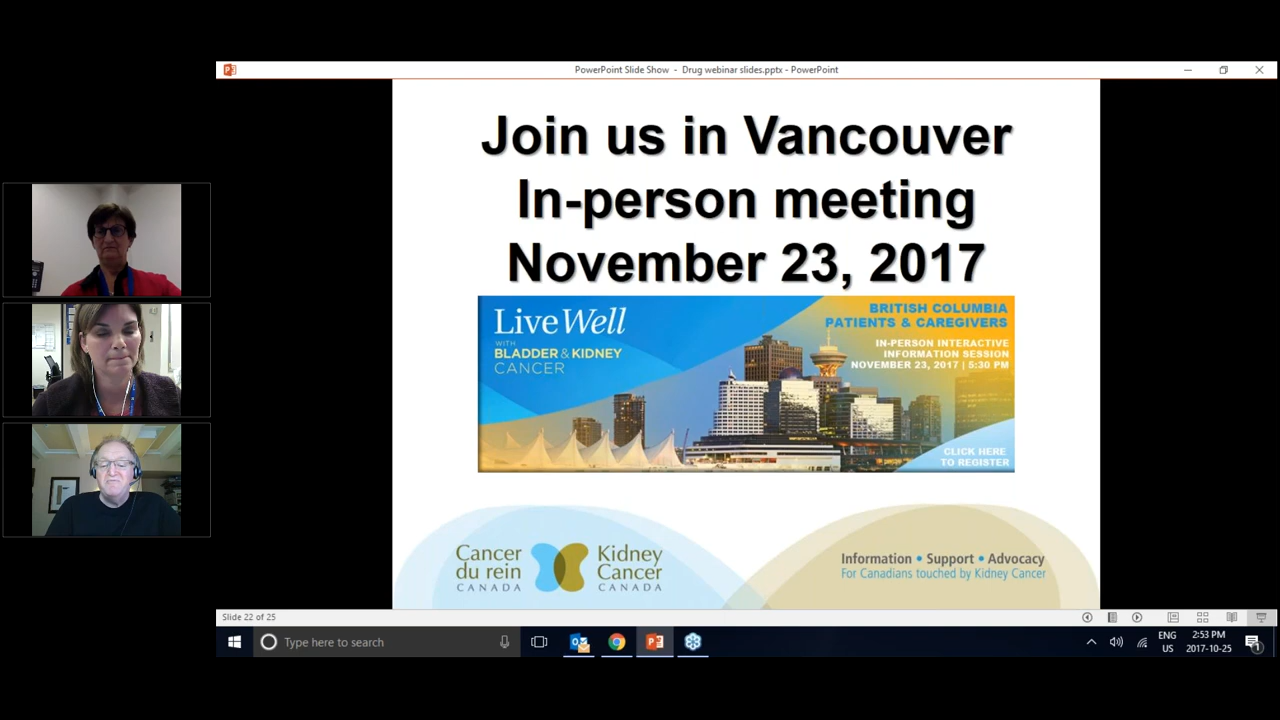 PowerPoint Slide Show - Drug webinar slides.pptx - PowerPoint
Join us in Vancouver
In-person meeting
November 23, 2017
Live Well
WITH
BLADDER & KIDNEY
CANCER
BRITISH COLUMBIA
PATIENTS & CAREGIVERS
IN-PERSON INTERACTIVE
INFORMATION SESSION
NOVEMBER 23, 2017 | 5:30 PM
CLICK HERE
TO REGISTER
Cancer
du rein
CANADA
Kidney
Cancer
CANADA
Information • Support • Advocacy
For Canadians touched by Kidney Cancer
Slide 22 of 25
Type here to search
ENG
US
2:53 PM
2017-10-25
1